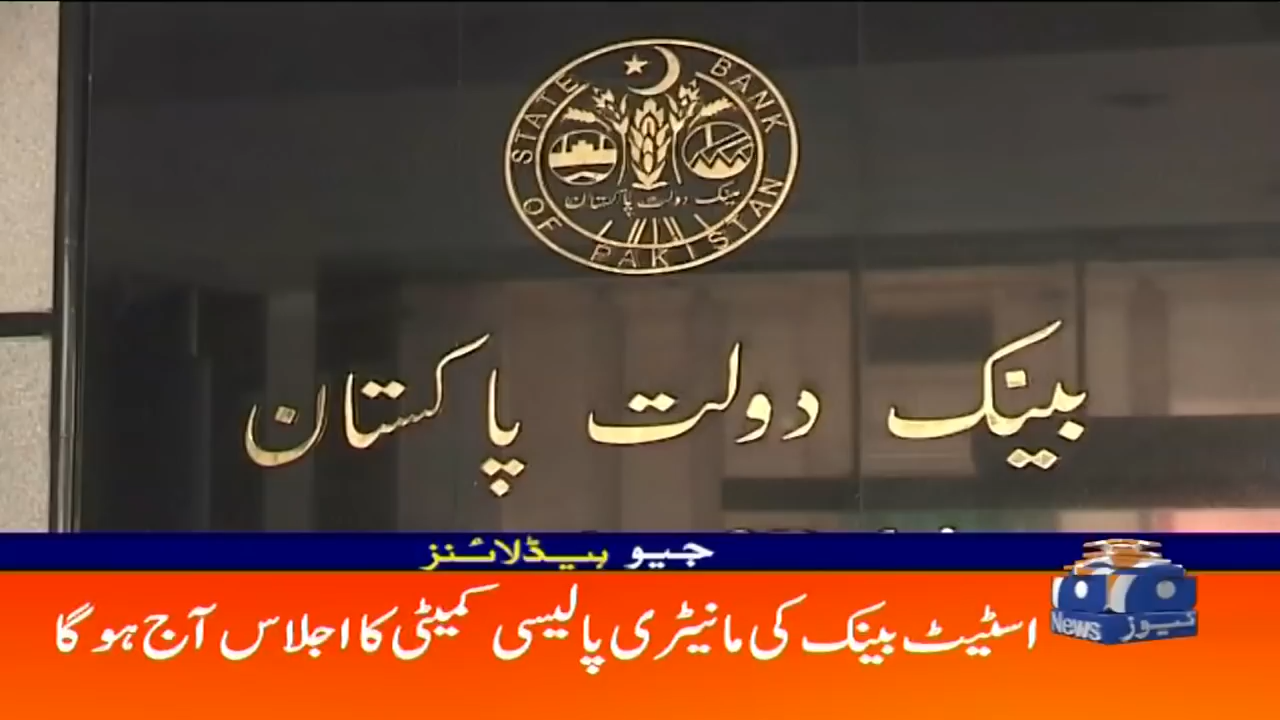 STATE BANK OF PAKISTAN
بینک دولت پاکستان
بینک دولت پاکستان
جیو ہیڈلائنز
اسٹیٹ بینک کی مانیٹری پالیسی کمیٹی کا اجلاس آج ہو گا
News نیوز